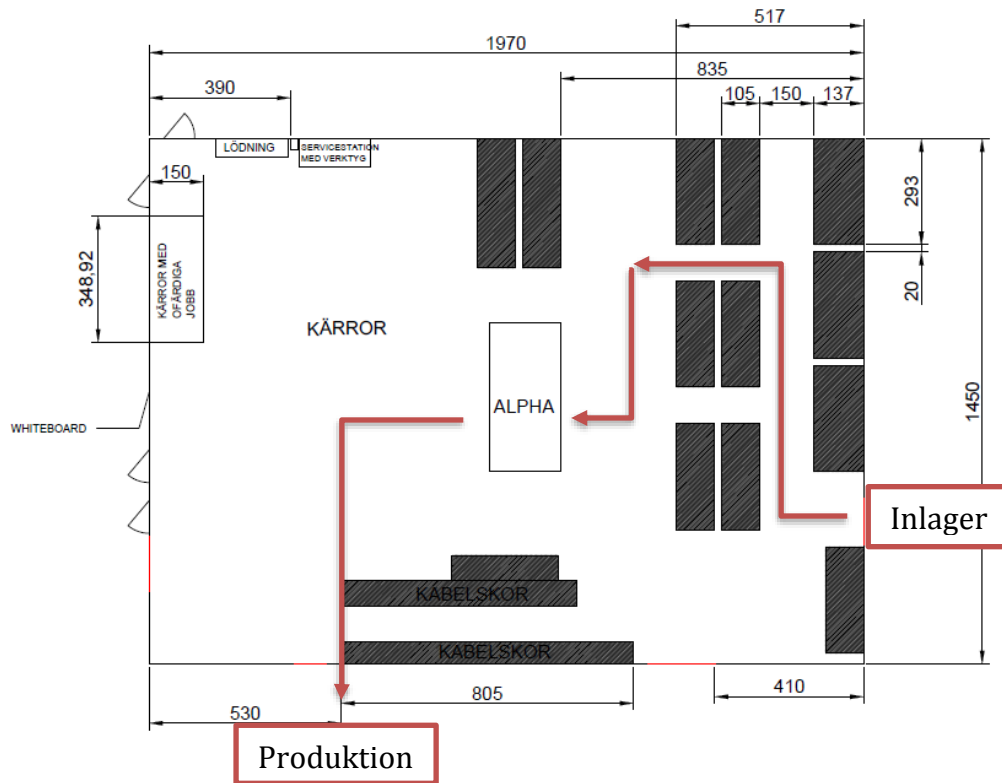 517
1970
835
390
105
150
137
LÖDNING
SERVICESTATION
MED VERKTYG
150
293
348,92
KÄRROR MED
OFÄRDIGA
JOBB
20
KÄRROR
ALPHA
1450
WHITEBOARD
Inlager
KABELSKOR
KABELSKOR
410
805
530
Produktion